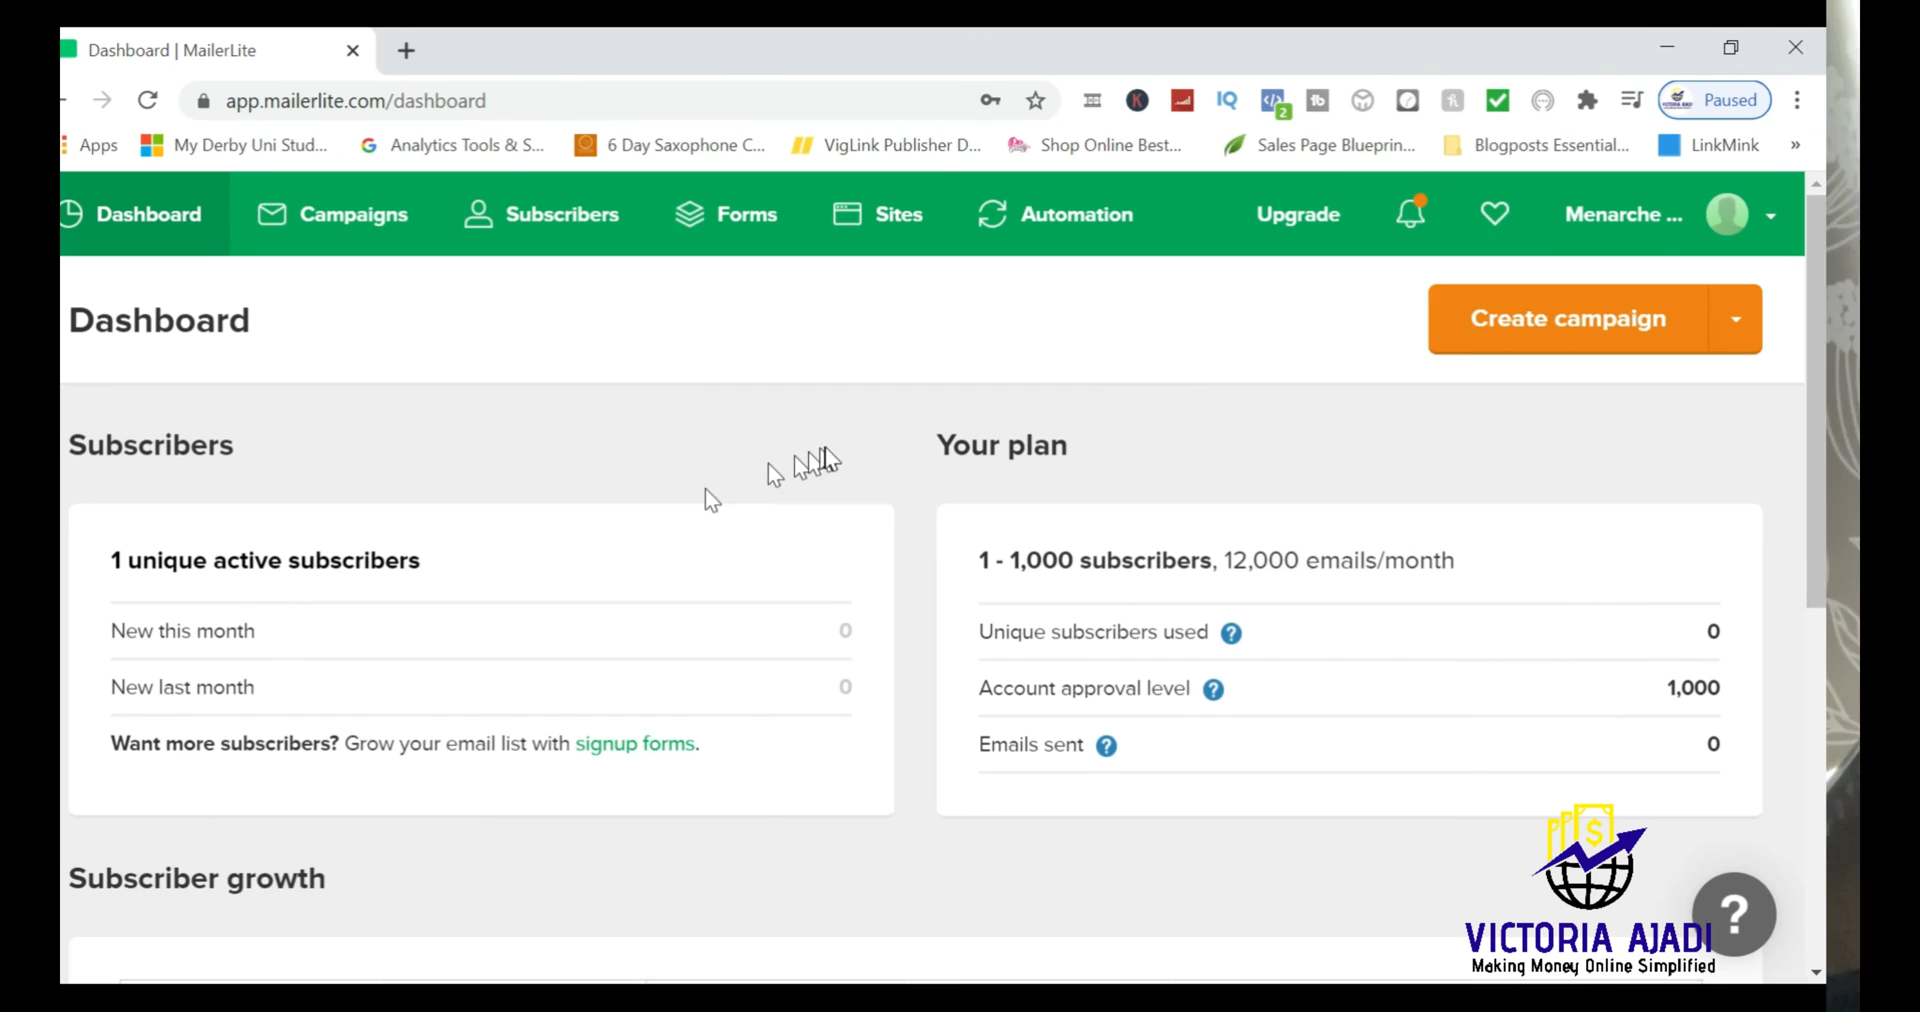 Dashboard | MailerLite
app.mailerlite.com/dashboard
IQ
2
tb
K
Paused
Apps
My Derby Uni Stud...
Analytics Tools & S...
6 Day Saxophone C...
VigLink Publisher D...
Shop Online Best...
Sales Page Blueprin...
Blogposts Essential...
LinkMink
»
Dashboard
Campaigns
Subscribers
Forms
Sites
Automation
Upgrade
Menarche ...
Dashboard
Create campaign
Subscribers
1 unique active subscribers
New this month 0
New last month 0
Want more subscribers? Grow your email list with signup forms.
Your plan
1 - 1,000 subscribers, 12,000 emails/month
Unique subscribers used ? 0
Account approval level ? 1,000
Emails sent ? 0
Subscriber growth
$
VICTORIA AJADI
Making Money Online Simplified
?